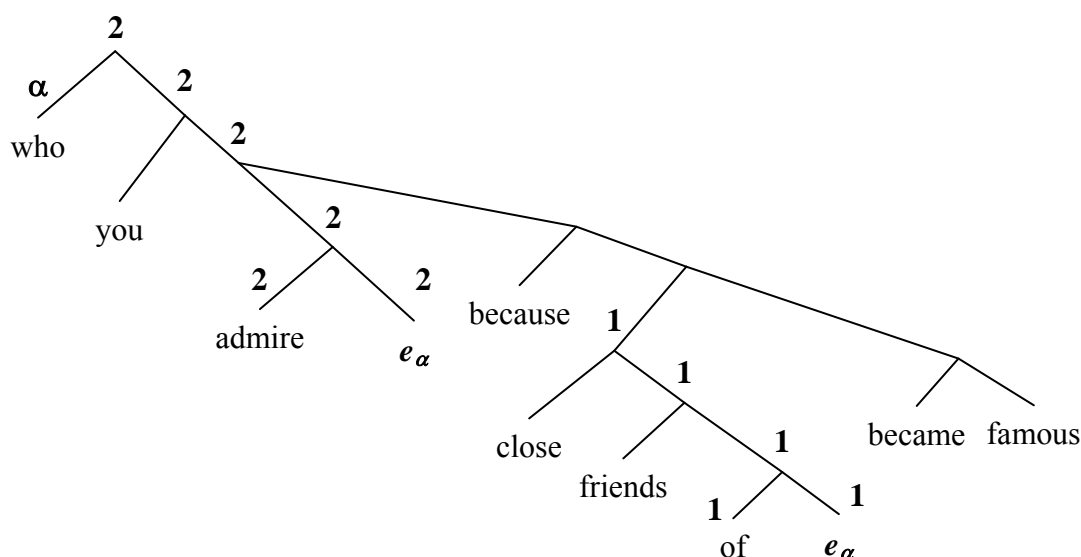 2
α 2
who 2
you 2
2 2
admire e_α because 1
1
close 1 became famous
friends 1 1
of e_α